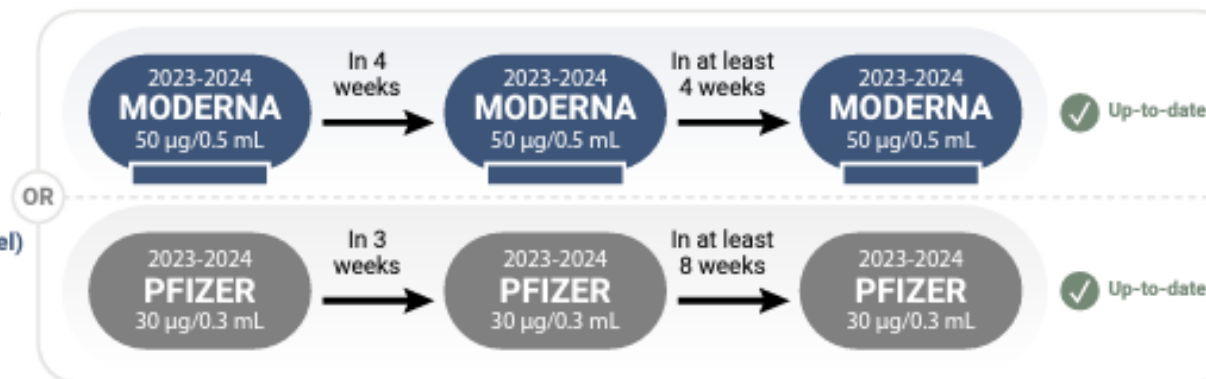 In 4
weeks
In at least
4 weeks
2023-2024
MODERNA
50 µg/0.5 mL
2023-2024
MODERNA
50 µg/0.5 mL
2023-2024
MODERNA
50 µg/0.5 mL
Up-to-date
OR
el)
In 3
weeks
In at least
8 weeks
2023-2024
PFIZER
30 µg/0.3 mL
2023-2024
PFIZER
30 µg/0.3 mL
2023-2024
PFIZER
30 µg/0.3 mL
Up-to-date